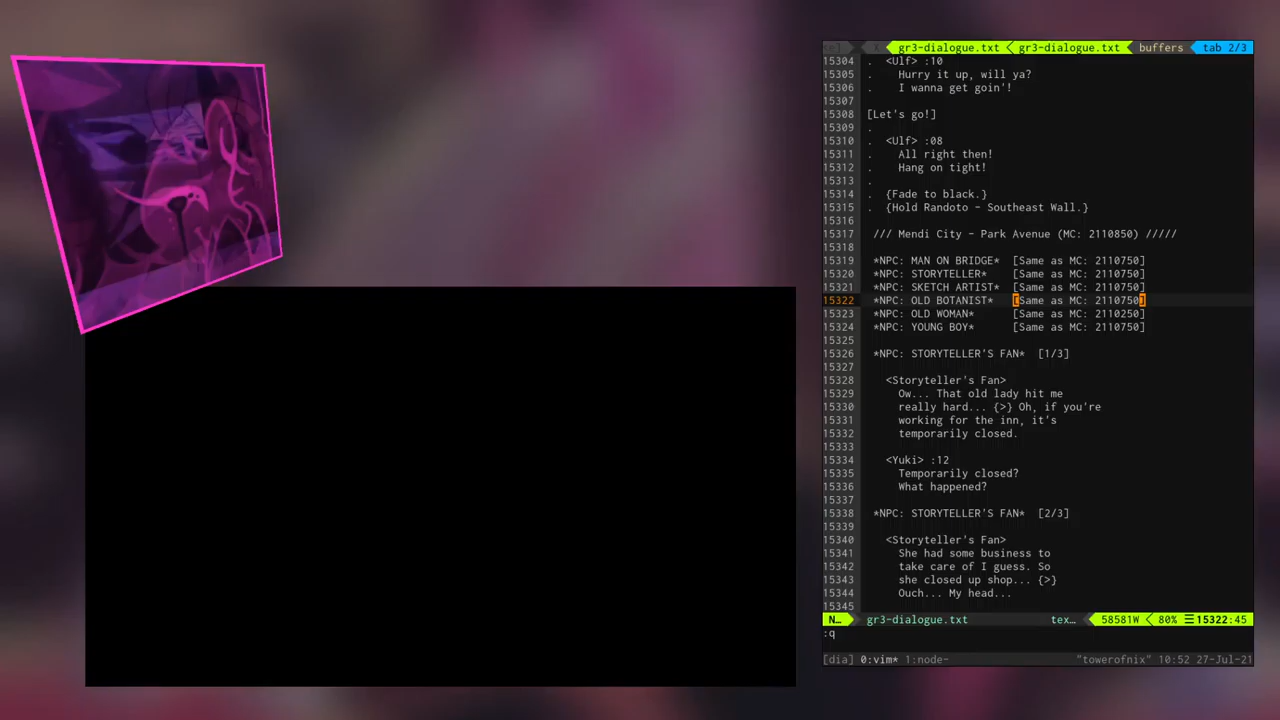 gr3-dialogue.txt gr3-dialogue.txt buffers tab 2/3
15304 . <Ulf> :10
15305 . Hurry it up, will ya?
15306 . I wanna get goin'!
15307
15308 [Let's go!]
15309 .
15310 . <Ulf> :08
15311 . All right then!
15312 . Hang on tight!
15313 .
15314 . {Fade to black.}
15315 . {Hold Randoto - Southeast Wall.}
15316
15317 /// Mendi City - Park Avenue (MC: 2110850) /////
15318
15319 *NPC: MAN ON BRIDGE* [Same as MC: 2110750]
15320 *NPC: STORYTELLER* [Same as MC: 2110750]
15321 *NPC: SKETCH ARTIST* [Same as MC: 2110750]
15322 *NPC: OLD BOTANIST* [Same as MC: 2110750]
15323 *NPC: OLD WOMAN* [Same as MC: 2110250]
15324 *NPC: YOUNG BOY* [Same as MC: 2110750]
15325
15326 *NPC: STORYTELLER'S FAN* [1/3]
15327
15328 <Storyteller's Fan>
15329 Ow... That old lady hit me
15330 really hard... {>} Oh, if you're
15331 working for the inn, it's
15332 temporarily closed.
15333
15334 <Yuki> :12
15335 Temporarily closed?
15336 What happened?
15337
15338 *NPC: STORYTELLER'S FAN* [2/3]
15339
15340 <Storyteller's Fan>
15341 She had some business to
15342 take care of I guess. So
15343 she closed up shop... {>}
15344 Ouch... My head...
15345
N… gr3-dialogue.txt tex… 58581W 80% ☰15322:45
:q
[dia] 0:vim* 1:node- "towerofnix" 10:52 27-Jul-21